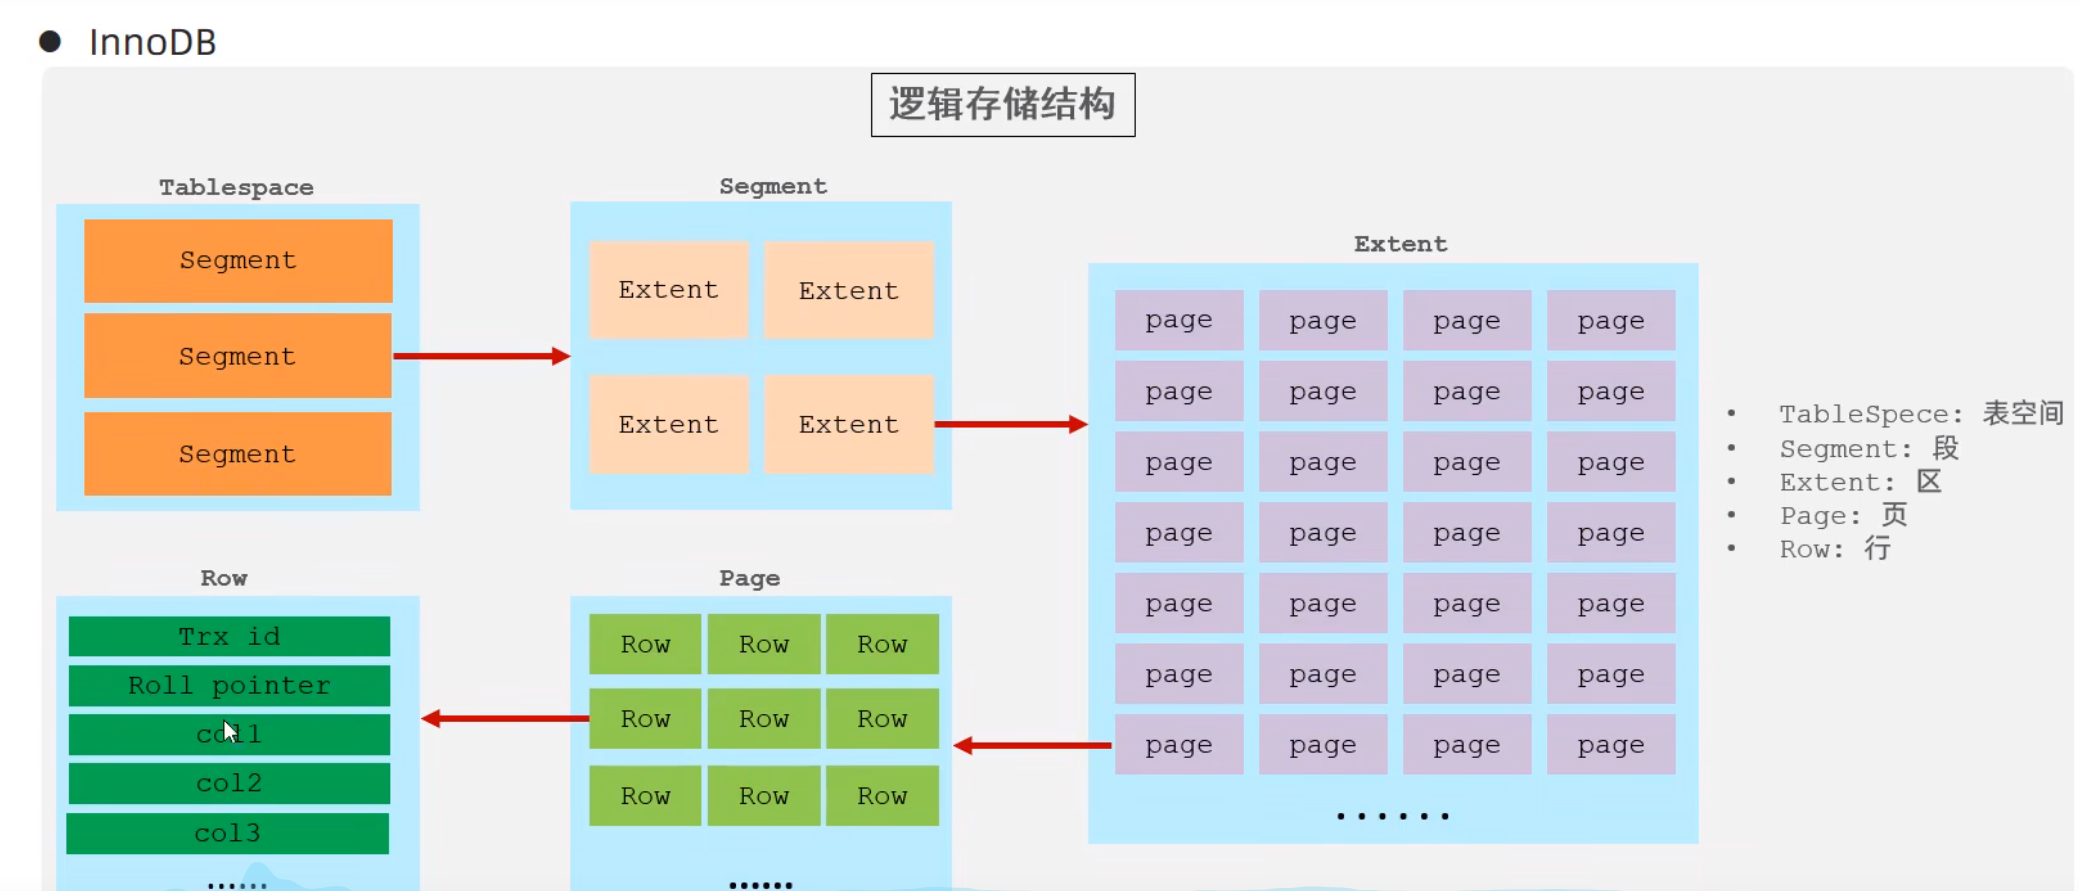 ● InnoDB
逻辑存储结构
Tablespace
Segment
Segment
Segment
Segment
Extent Extent
Extent Extent
Extent
page page page page
page page page page
page page page page
page page page page
page page page page
page page page page
page page page page
......
• TableSpece: 表空间
• Segment: 段
• Extent: 区
• Page: 页
• Row: 行
Row
Trx id
Roll pointer
col1
col2
col3
......
Page
Row Row Row
Row Row Row
Row Row Row
......